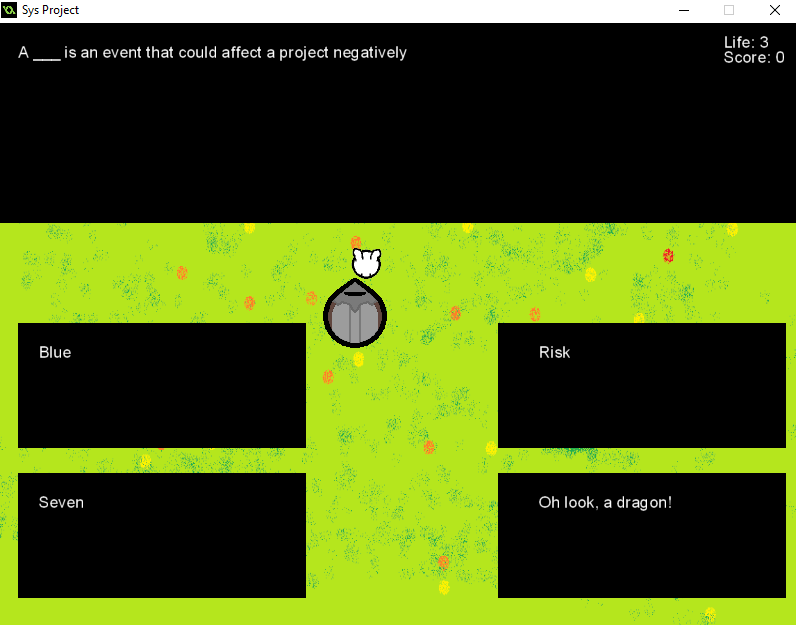 Sys Project
A ___ is an event that could affect a project negatively
Life: 3
Score: 0
Blue
Risk
Seven
Oh look, a dragon!